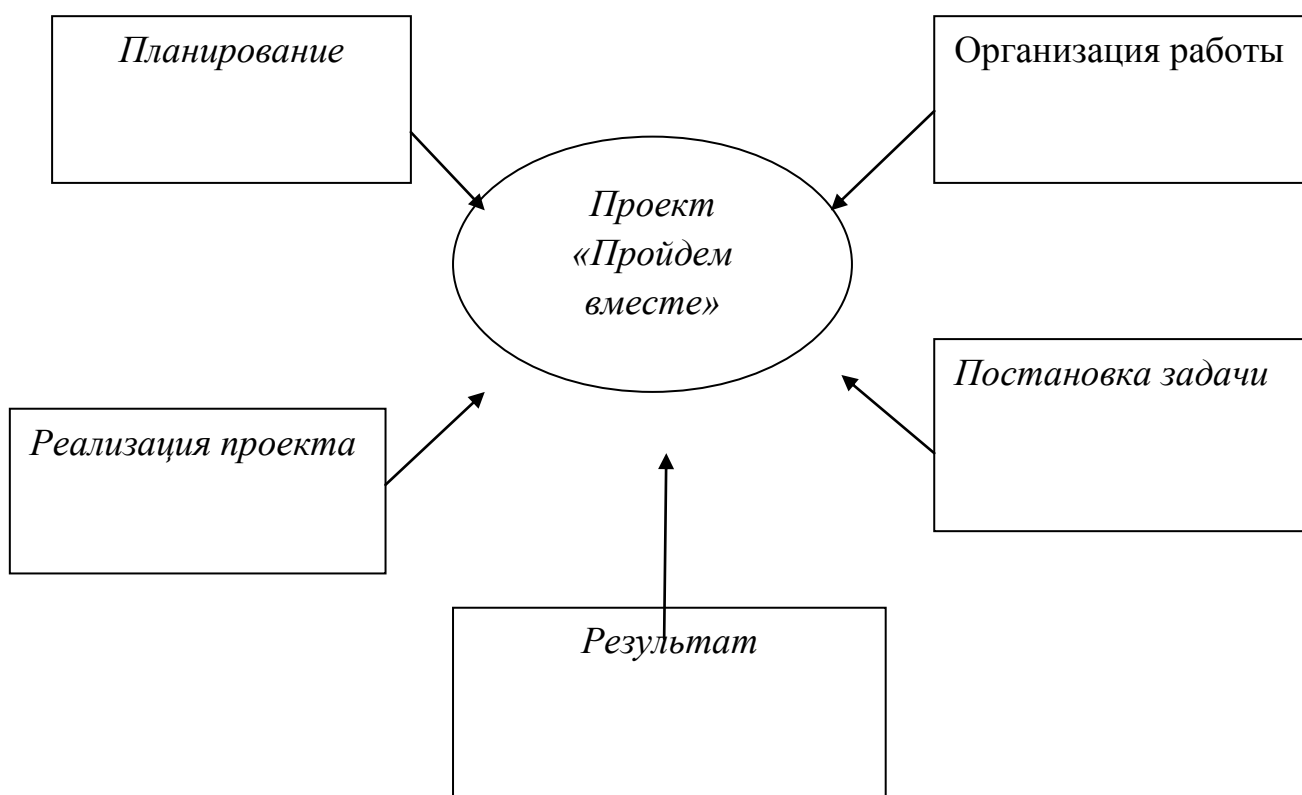 Планирование
Организация работы
Проект
«Пройдем
вместе»
Постановка задачи
Реализация проекта
Результат